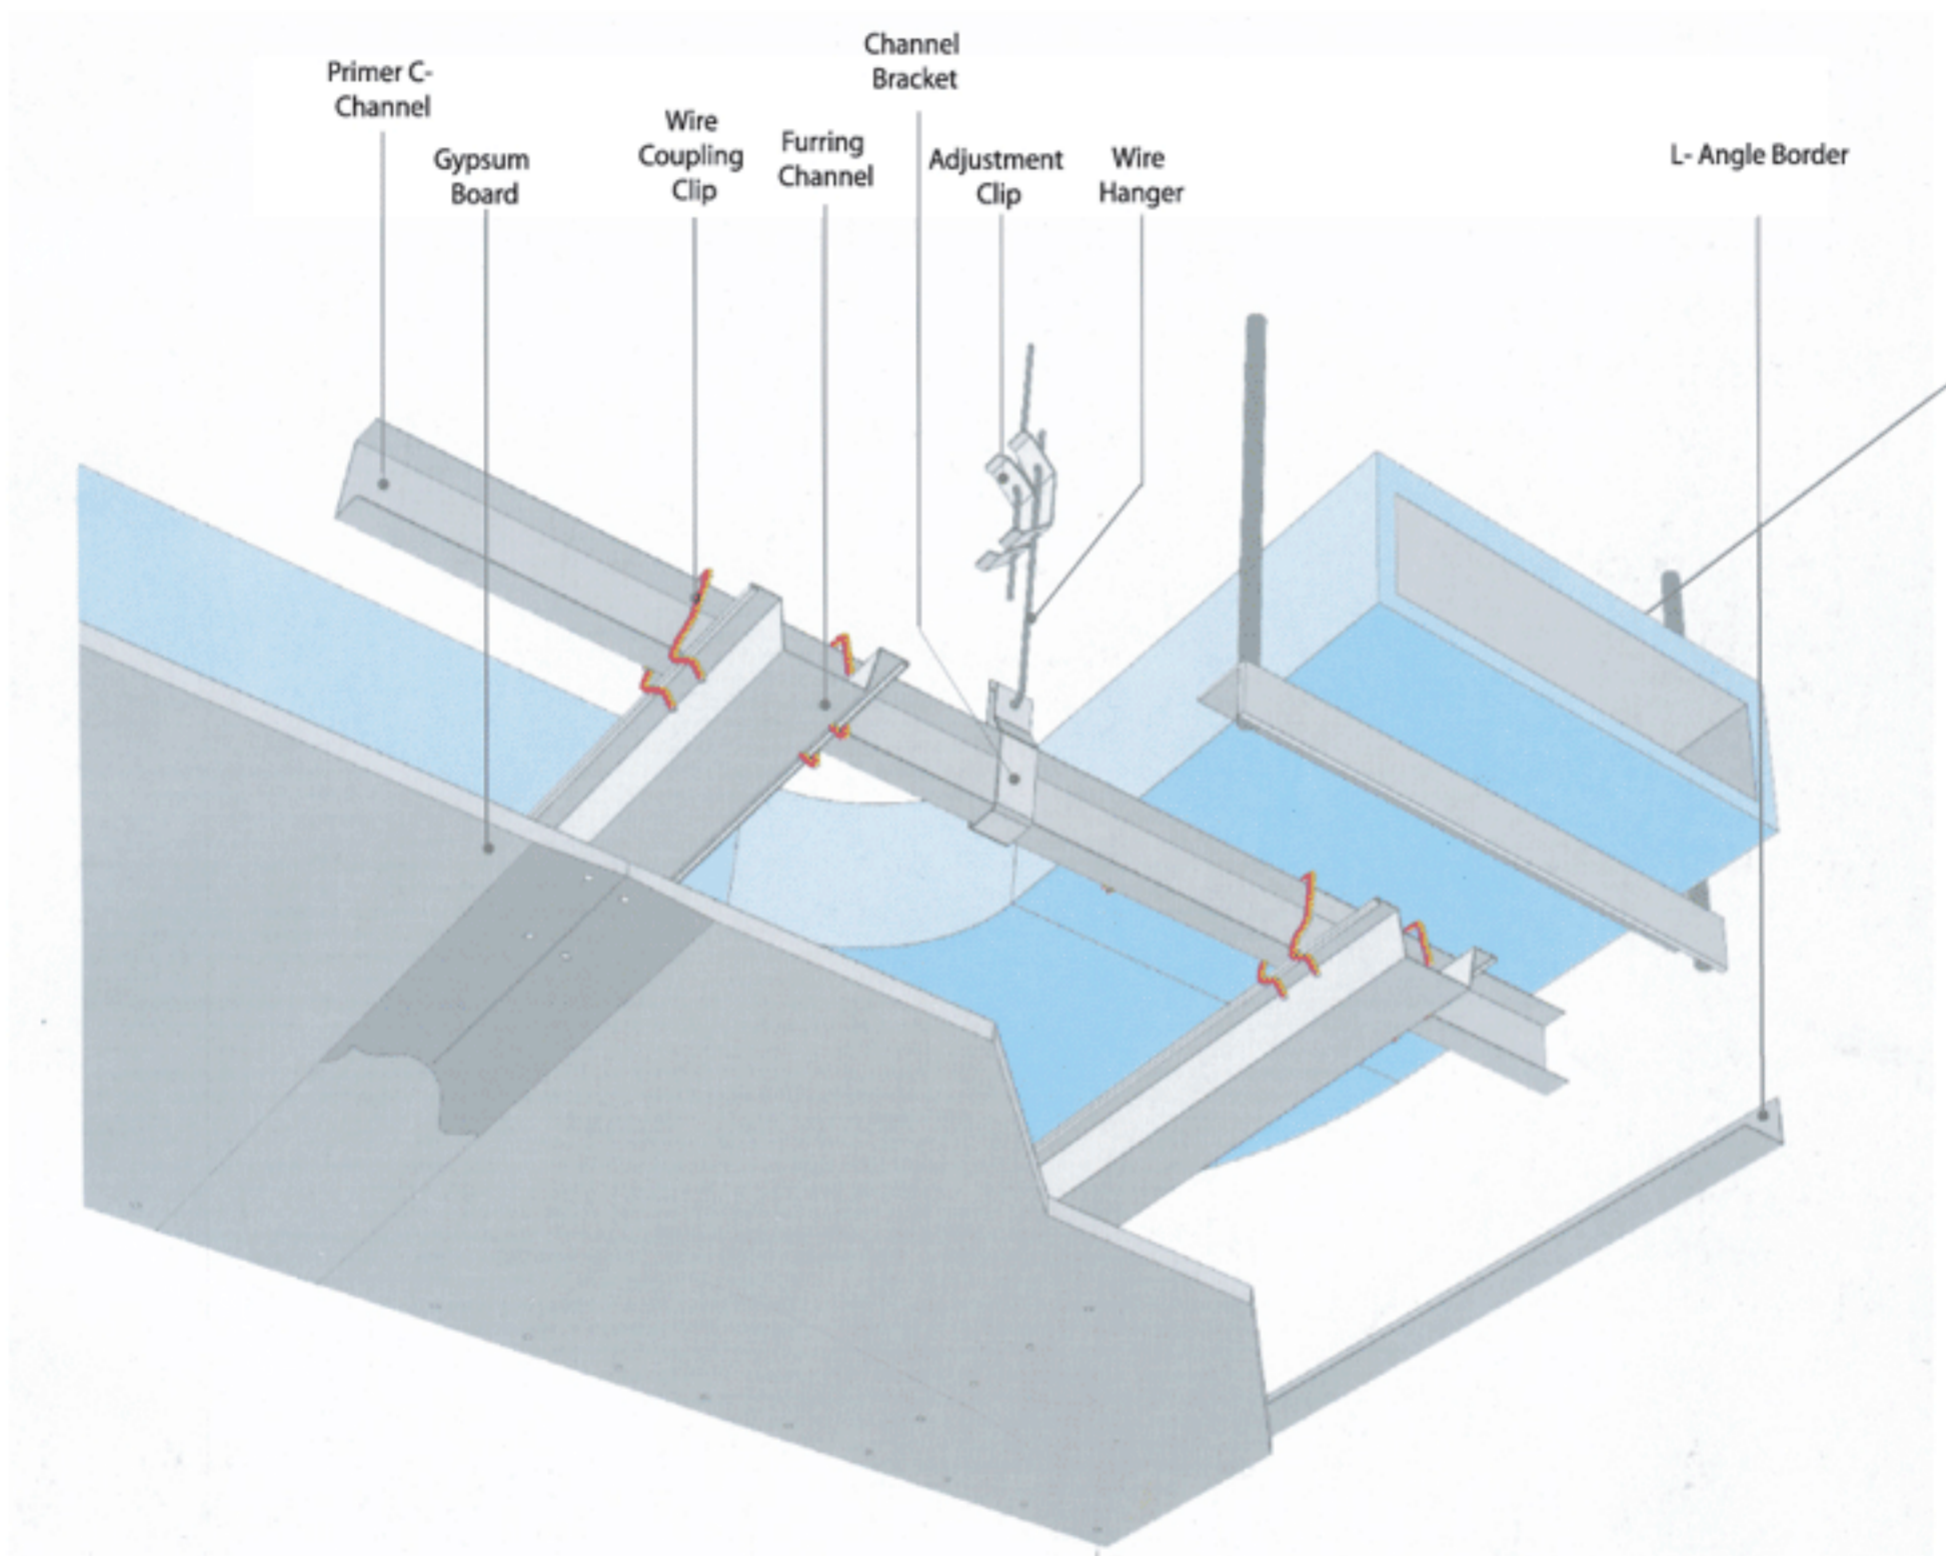 Primer C-
Channel
Gypsum
Board
Wire
Coupling
Clip
Furring
Channel
Channel
Bracket
Adjustment
Clip
Wire
Hanger
L- Angle Border